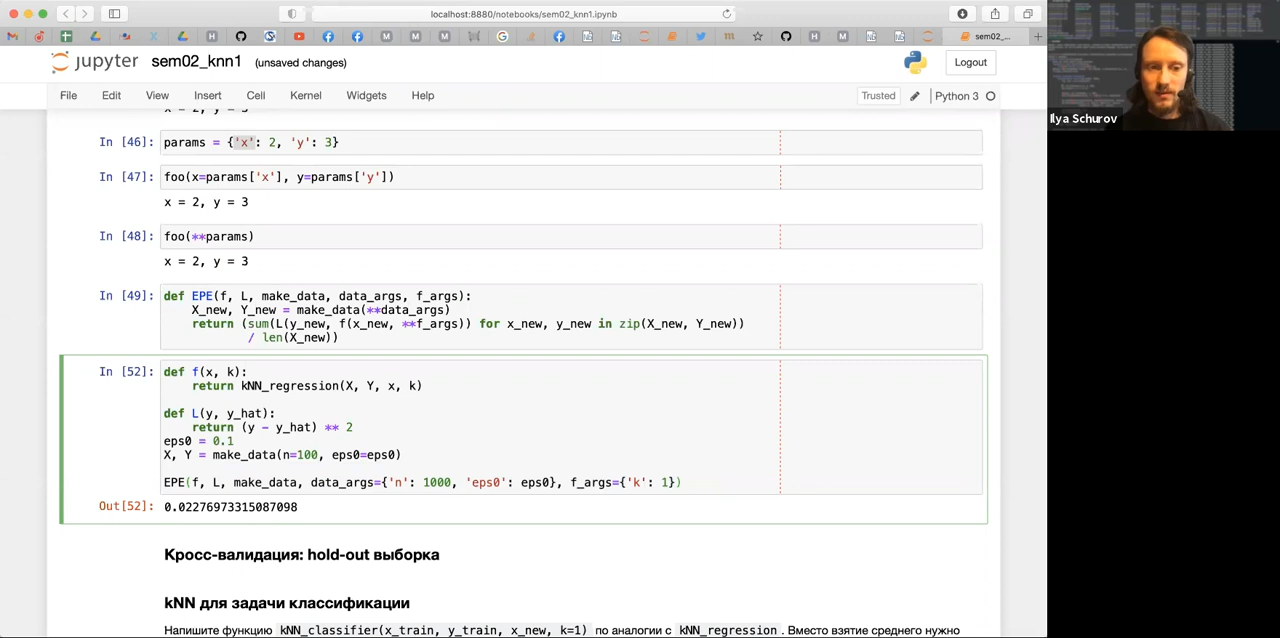 localhost:8880/notebooks/sem02_knn1.ipynb
sem02_...
jupyter sem02_knn1 (unsaved changes)
Logout
File Edit View Insert Cell Kernel Widgets Help
Trusted Python 3
Ilya Schurov
In [46]: params = {'x': 2, 'y': 3}
In [47]: foo(x=params['x'], y=params['y'])
x = 2, y = 3
In [48]: foo(**params)
x = 2, y = 3
In [49]: def EPE(f, L, make_data, data_args, f_args):
X_new, Y_new = make_data(**data_args)
return (sum(L(y_new, f(x_new, **f_args)) for x_new, y_new in zip(X_new, Y_new))
/ len(X_new))
In [52]: def f(x, k):
return kNN_regression(X, Y, x, k)
def L(y, y_hat):
return (y - y_hat) ** 2
eps0 = 0.1
X, Y = make_data(n=100, eps0=eps0)
EPE(f, L, make_data, data_args={'n': 1000, 'eps0': eps0}, f_args={'k': 1})
Out[52]: 0.02276973315087098
Кросс-валидация: hold-out выборка
kNN для задачи классификации
Напишите функцию kNN_classifier(x_train, y_train, x_new, k=1) по аналогии с kNN_regression. Вместо взятие среднего нужно